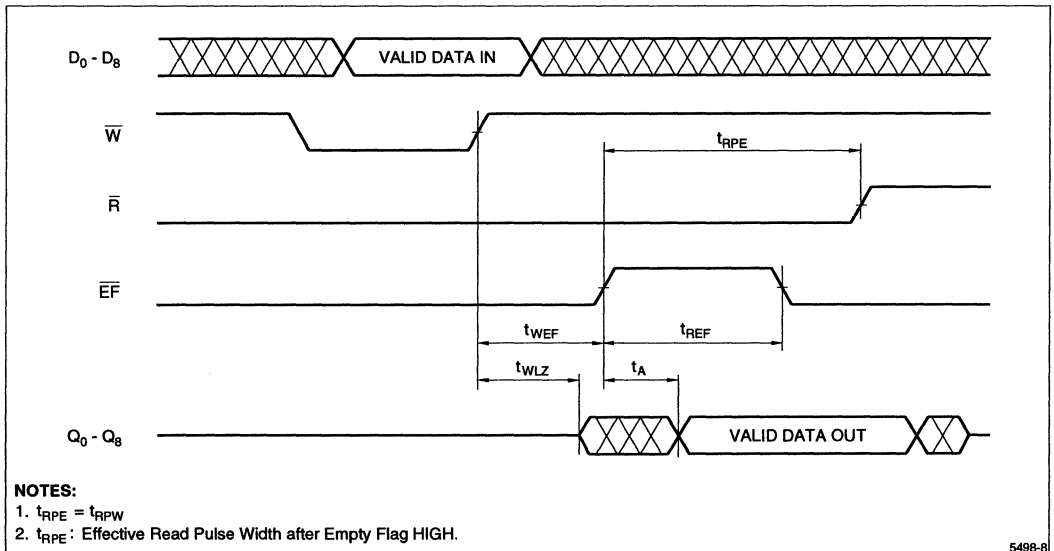 D0 - D8
VALID DATA IN
W̅
tRPE
R̅
E̅F̅
tWEF
tREF
tWLZ
tA
Q0 - Q8
VALID DATA OUT
NOTES:
1. tRPE = tRPW
2. tRPE : Effective Read Pulse Width after Empty Flag HIGH.
5498-8